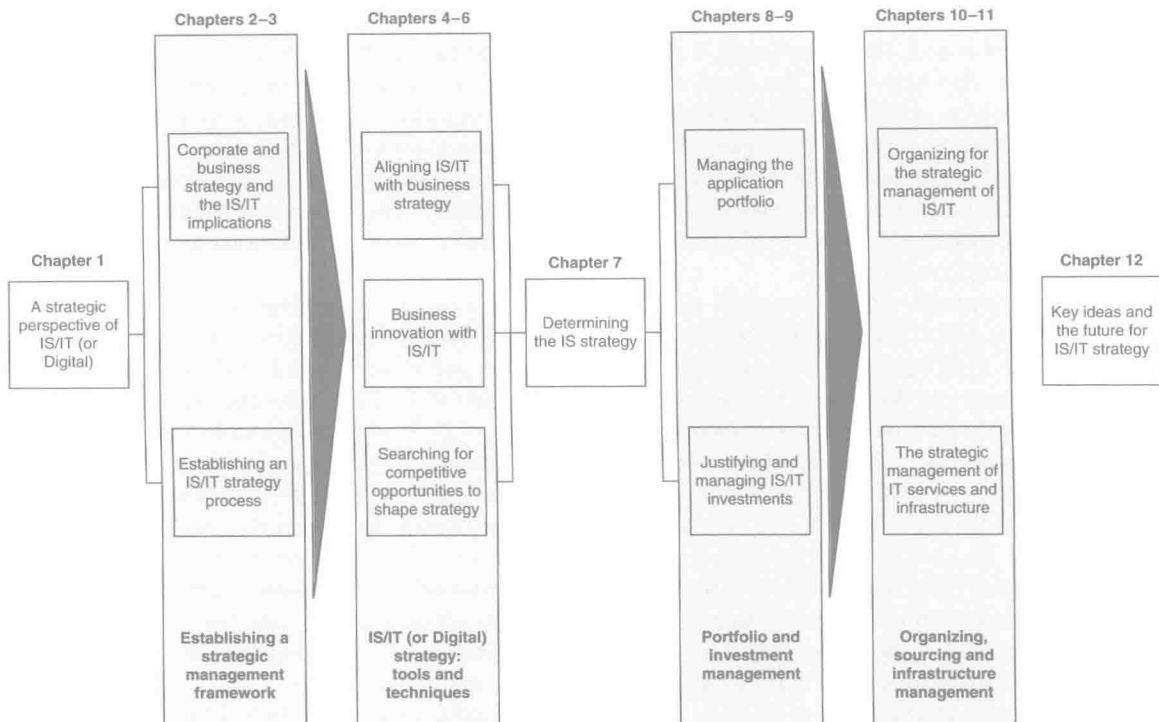 Chapter 1
A strategic
perspective of
IS/IT (or
Digital)
Chapters 2–3
Corporate and
business
strategy and
the IS/IT
implications
Establishing an
IS/IT strategy
process
Establishing a
strategic
management
framework
Chapters 4–6
Aligning IS/IT
with business
strategy
Business
innovation with
IS/IT
Searching for
competitive
opportunities to
shape strategy
IS/IT (or Digital)
strategy:
tools and
techniques
Chapter 7
Determining
the IS strategy
Chapters 8–9
Managing the
application
portfolio
Justifying and
managing IS/IT
investments
Portfolio and
investment
management
Chapters 10–11
Organizing for
the strategic
management of
IS/IT
The strategic
management of
IT services and
infrastructure
Organizing,
sourcing and
infrastructure
management
Chapter 12
Key ideas and
the future for
IS/IT strategy